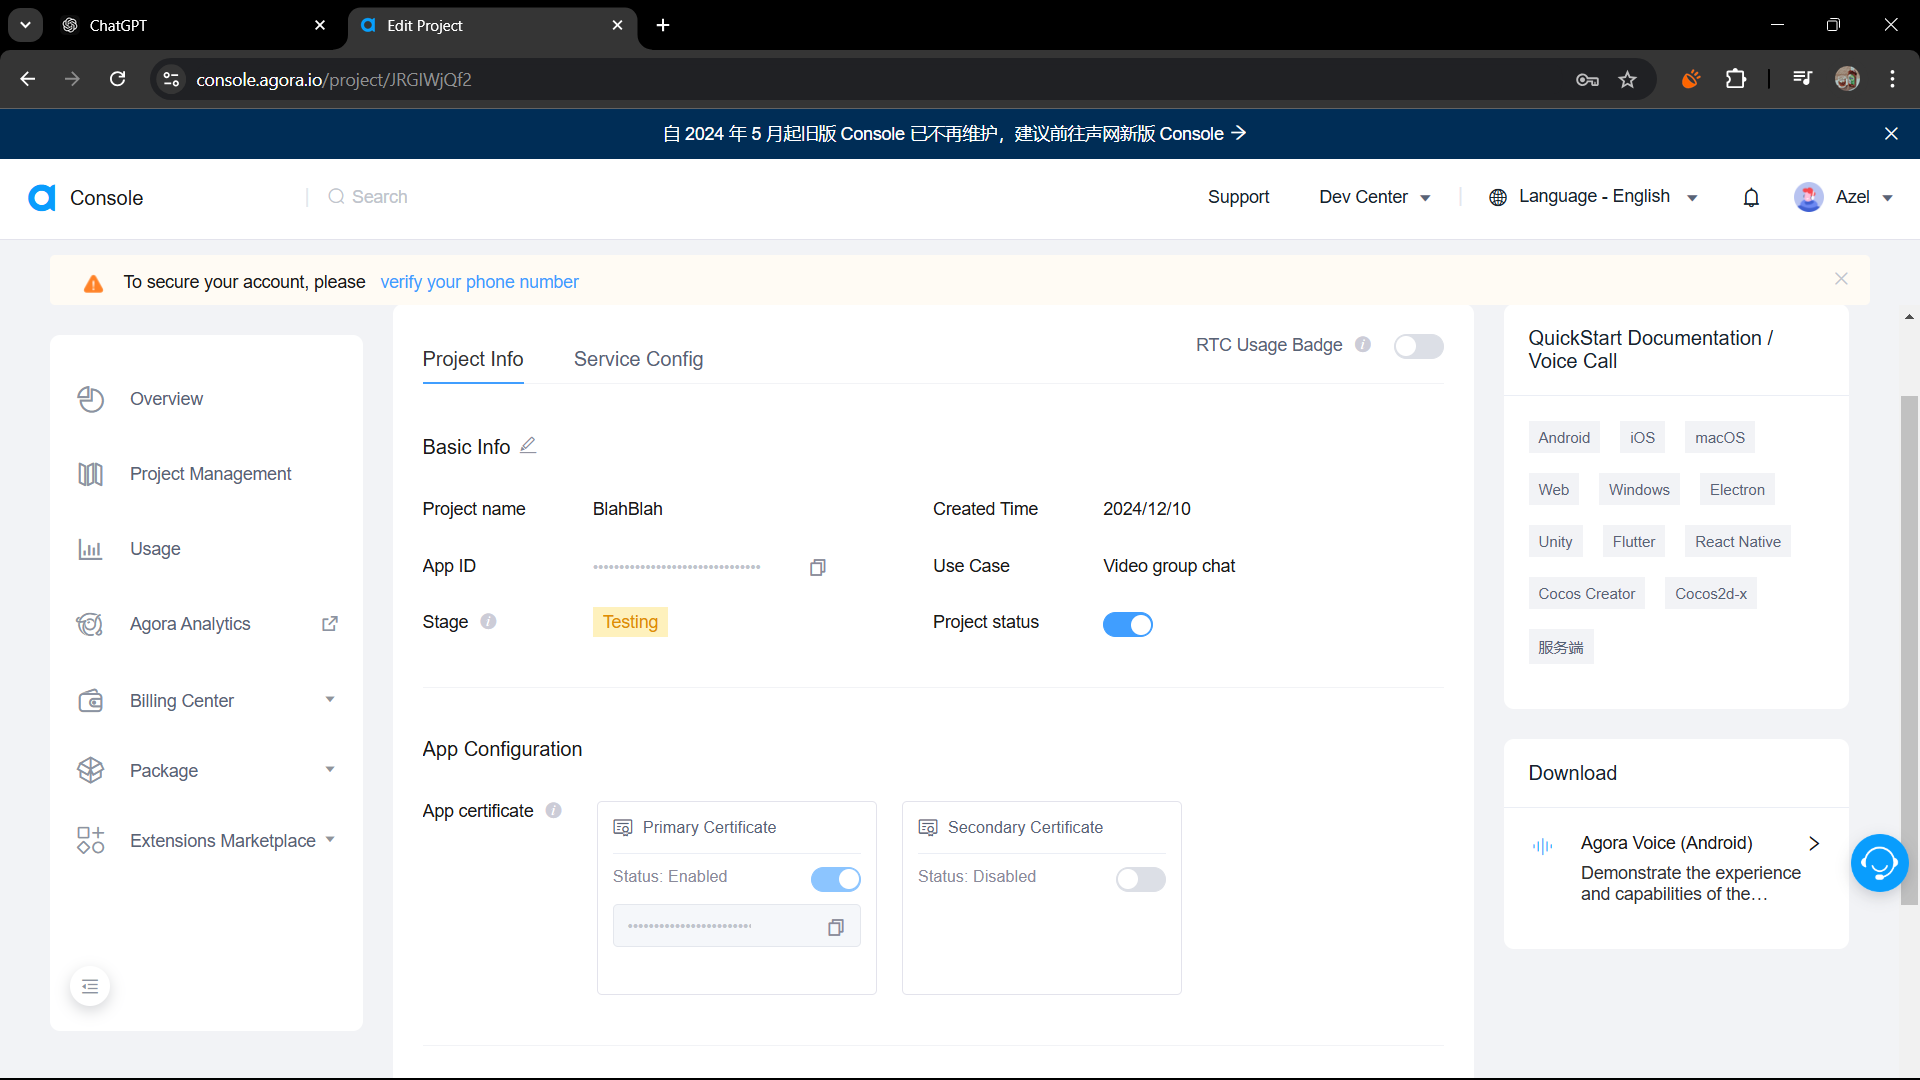 ChatGPT
Edit Project
console.agora.io/project/JRGIWjQf2
自 2024 年 5 月起旧版 Console 已不再维护，建议前往声网新版 Console →
Console
Search
Support
Dev Center
Language - English
Azel
To secure your account, please verify your phone number
Overview
Project Management
Usage
Agora Analytics
Billing Center
Package
Extensions Marketplace
Project Info
Service Config
RTC Usage Badge
Basic Info
Project name
BlahBlah
Created Time
2024/12/10
App ID
Use Case
Video group chat
Stage
Testing
Project status
App Configuration
App certificate
Primary Certificate
Status: Enabled
Secondary Certificate
Status: Disabled
QuickStart Documentation /
Voice Call
Android
iOS
macOS
Web
Windows
Electron
Unity
Flutter
React Native
Cocos Creator
Cocos2d-x
服务端
Download
Agora Voice (Android)
Demonstrate the experience
and capabilities of the...